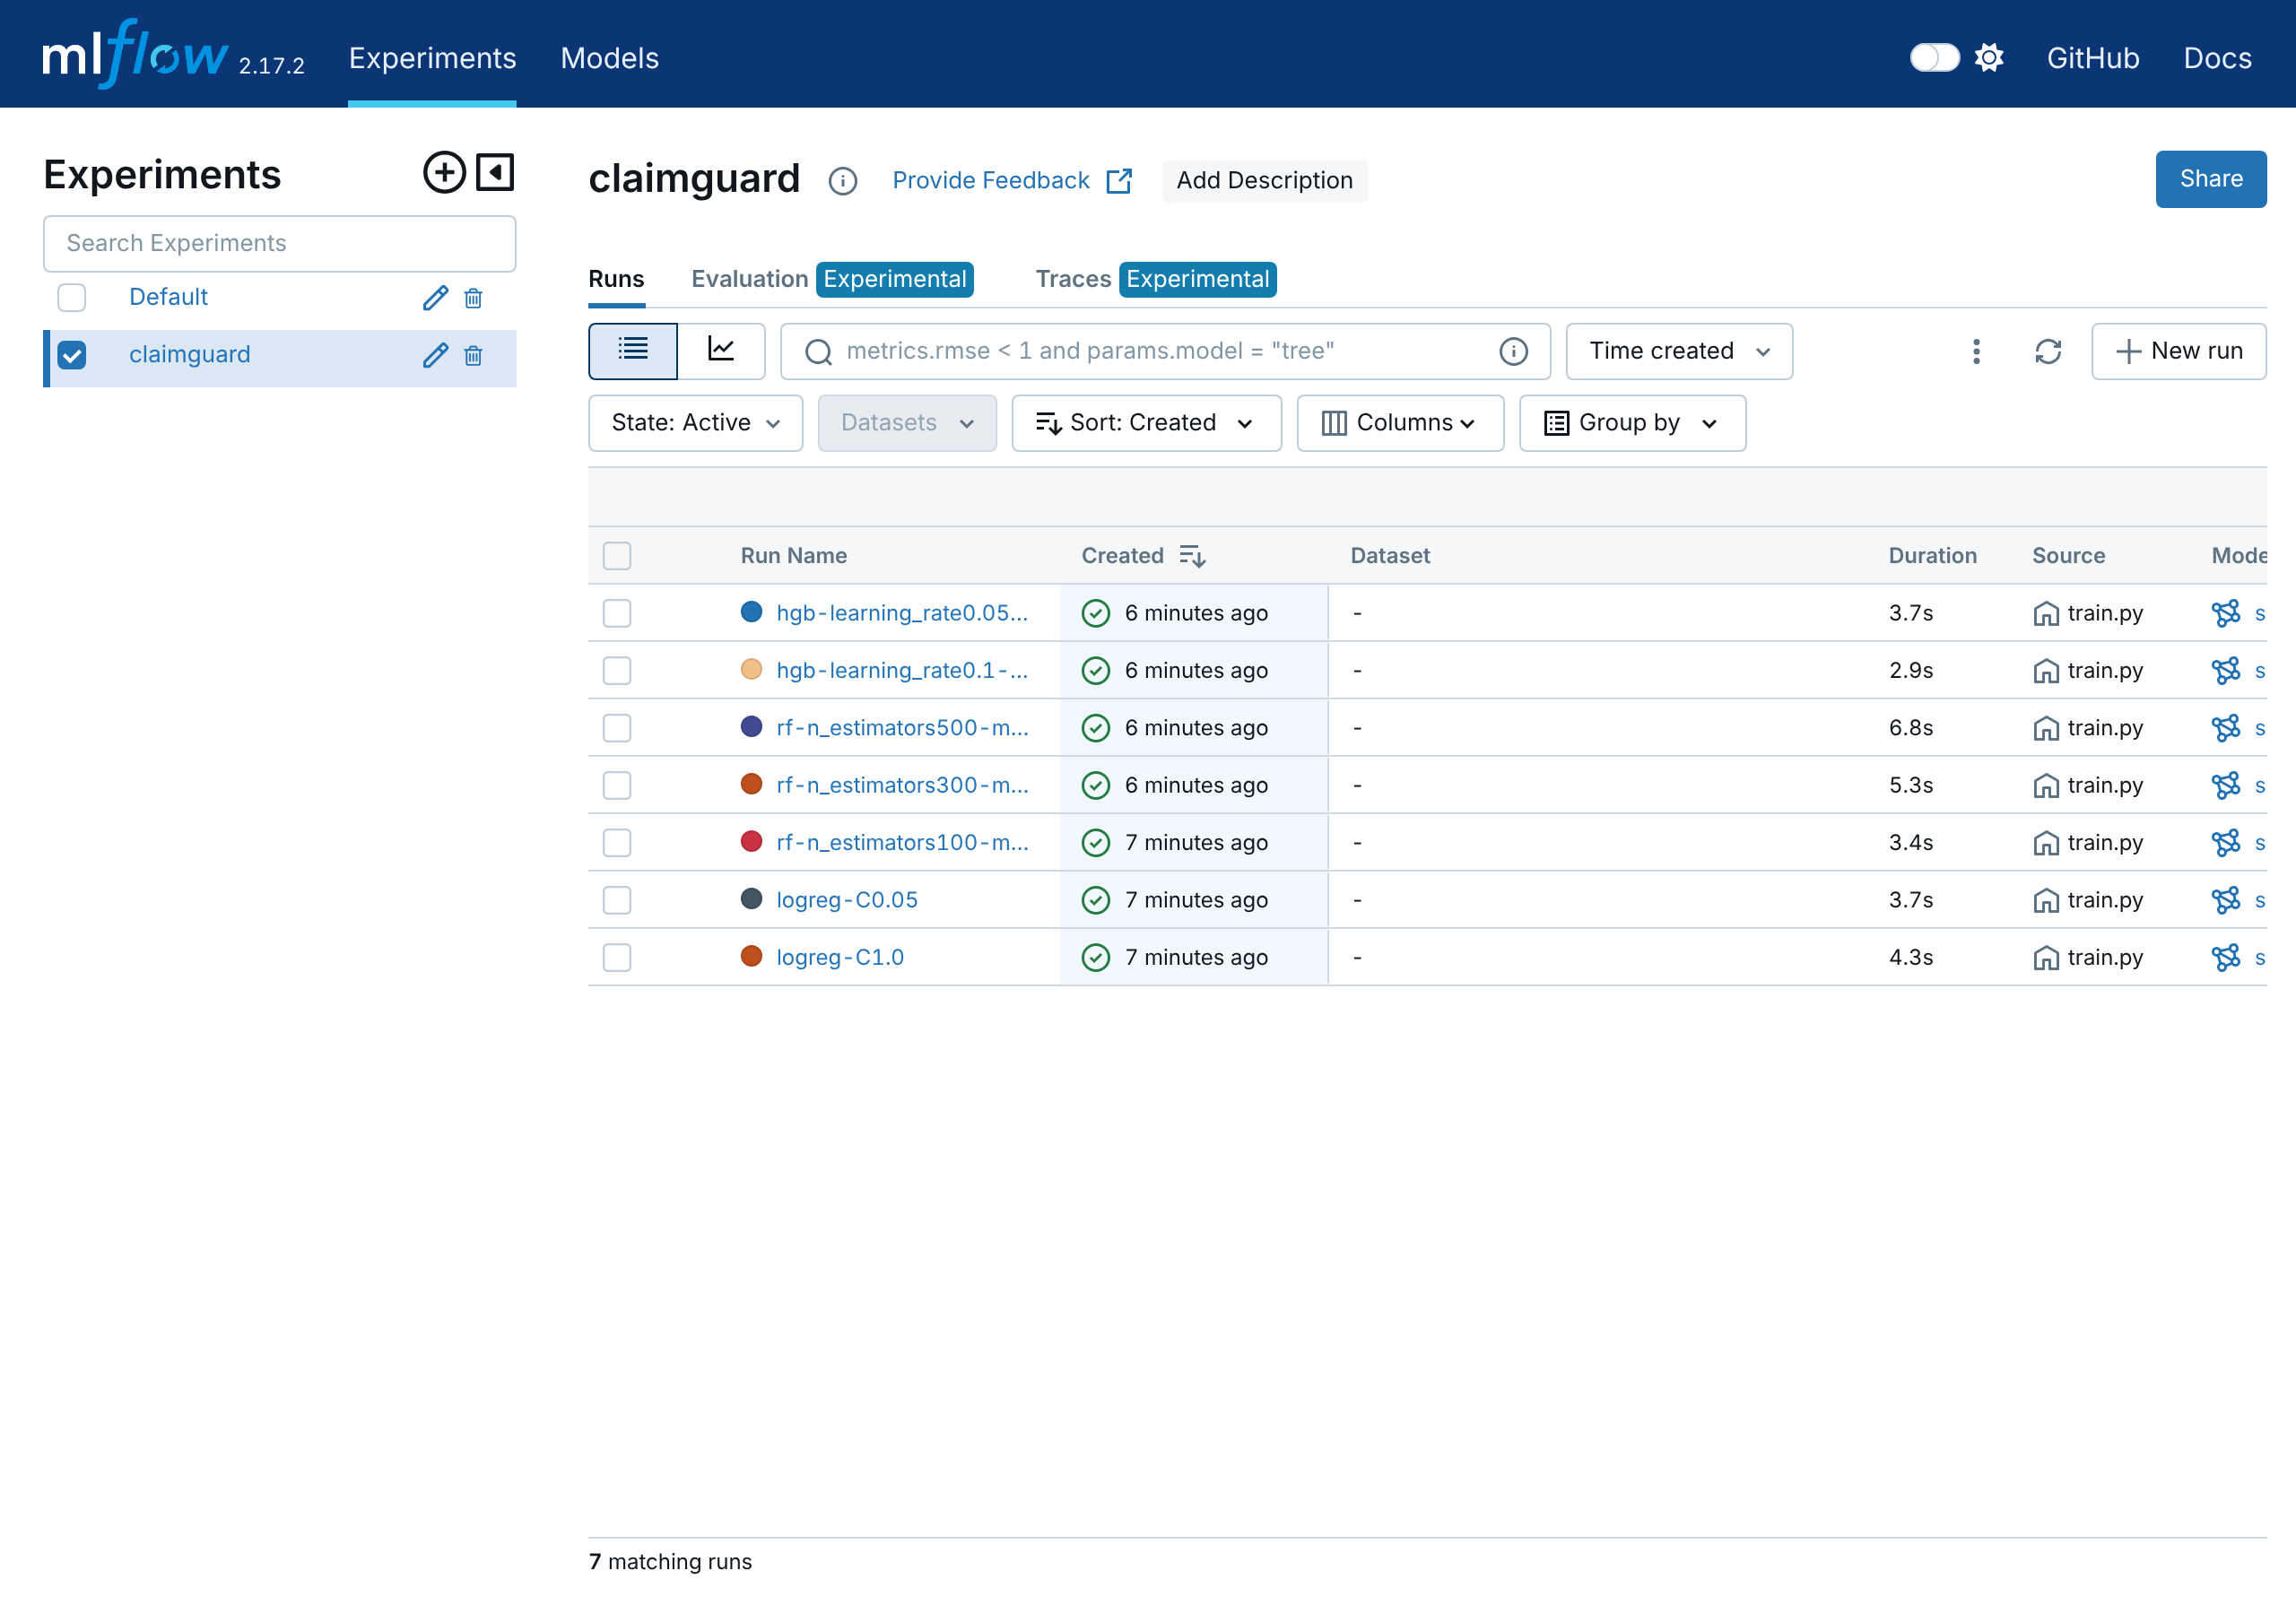 mlflow 2.17.2 Experiments Models GitHub Docs
Experiments
Search Experiments
Default
claimguard
claimguard Provide Feedback Add Description Share
Runs Evaluation Experimental Traces Experimental
metrics.rmse < 1 and params.model = "tree" Time created New run
State: Active Datasets Sort: Created Columns Group by
Run Name Created Dataset Duration Source Mode
hgb-learning_rate0.05... 6 minutes ago - 3.7s train.py s
hgb-learning_rate0.1-... 6 minutes ago - 2.9s train.py s
rf-n_estimators500-m... 6 minutes ago - 6.8s train.py s
rf-n_estimators300-m... 6 minutes ago - 5.3s train.py s
rf-n_estimators100-m... 7 minutes ago - 3.4s train.py s
logreg-C0.05 7 minutes ago - 3.7s train.py s
logreg-C1.0 7 minutes ago - 4.3s train.py s
7 matching runs